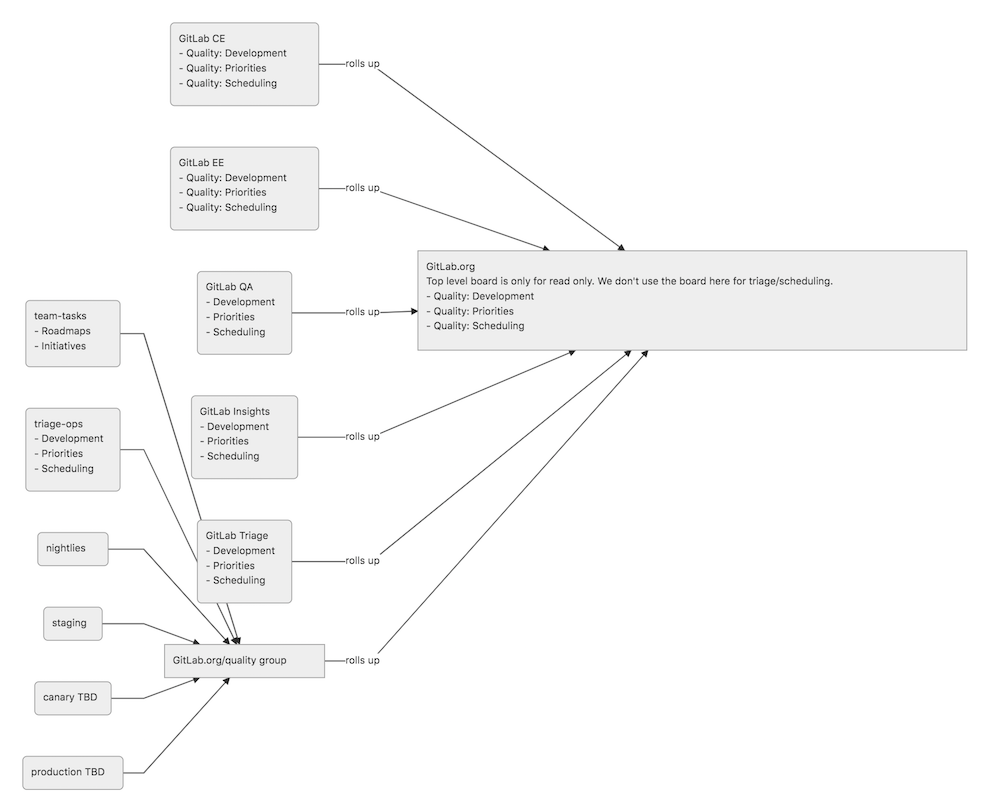 GitLab CE
- Quality: Development
- Quality: Priorities
- Quality: Scheduling
rolls up
GitLab EE
- Quality: Development
- Quality: Priorities
- Quality: Scheduling
rolls up
GitLab.org
Top level board is only for read only. We don't use the board here for triage/scheduling.
- Quality: Development
- Quality: Priorities
- Quality: Scheduling
GitLab QA
- Development
- Priorities
- Scheduling
rolls up
team-tasks
- Roadmaps
- Initiatives
GitLab Insights
- Development
- Priorities
- Scheduling
rolls up
triage-ops
- Development
- Priorities
- Scheduling
GitLab Triage
- Development
- Priorities
- Scheduling
rolls up
nightlies
staging
GitLab.org/quality group
rolls up
canary TBD
production TBD